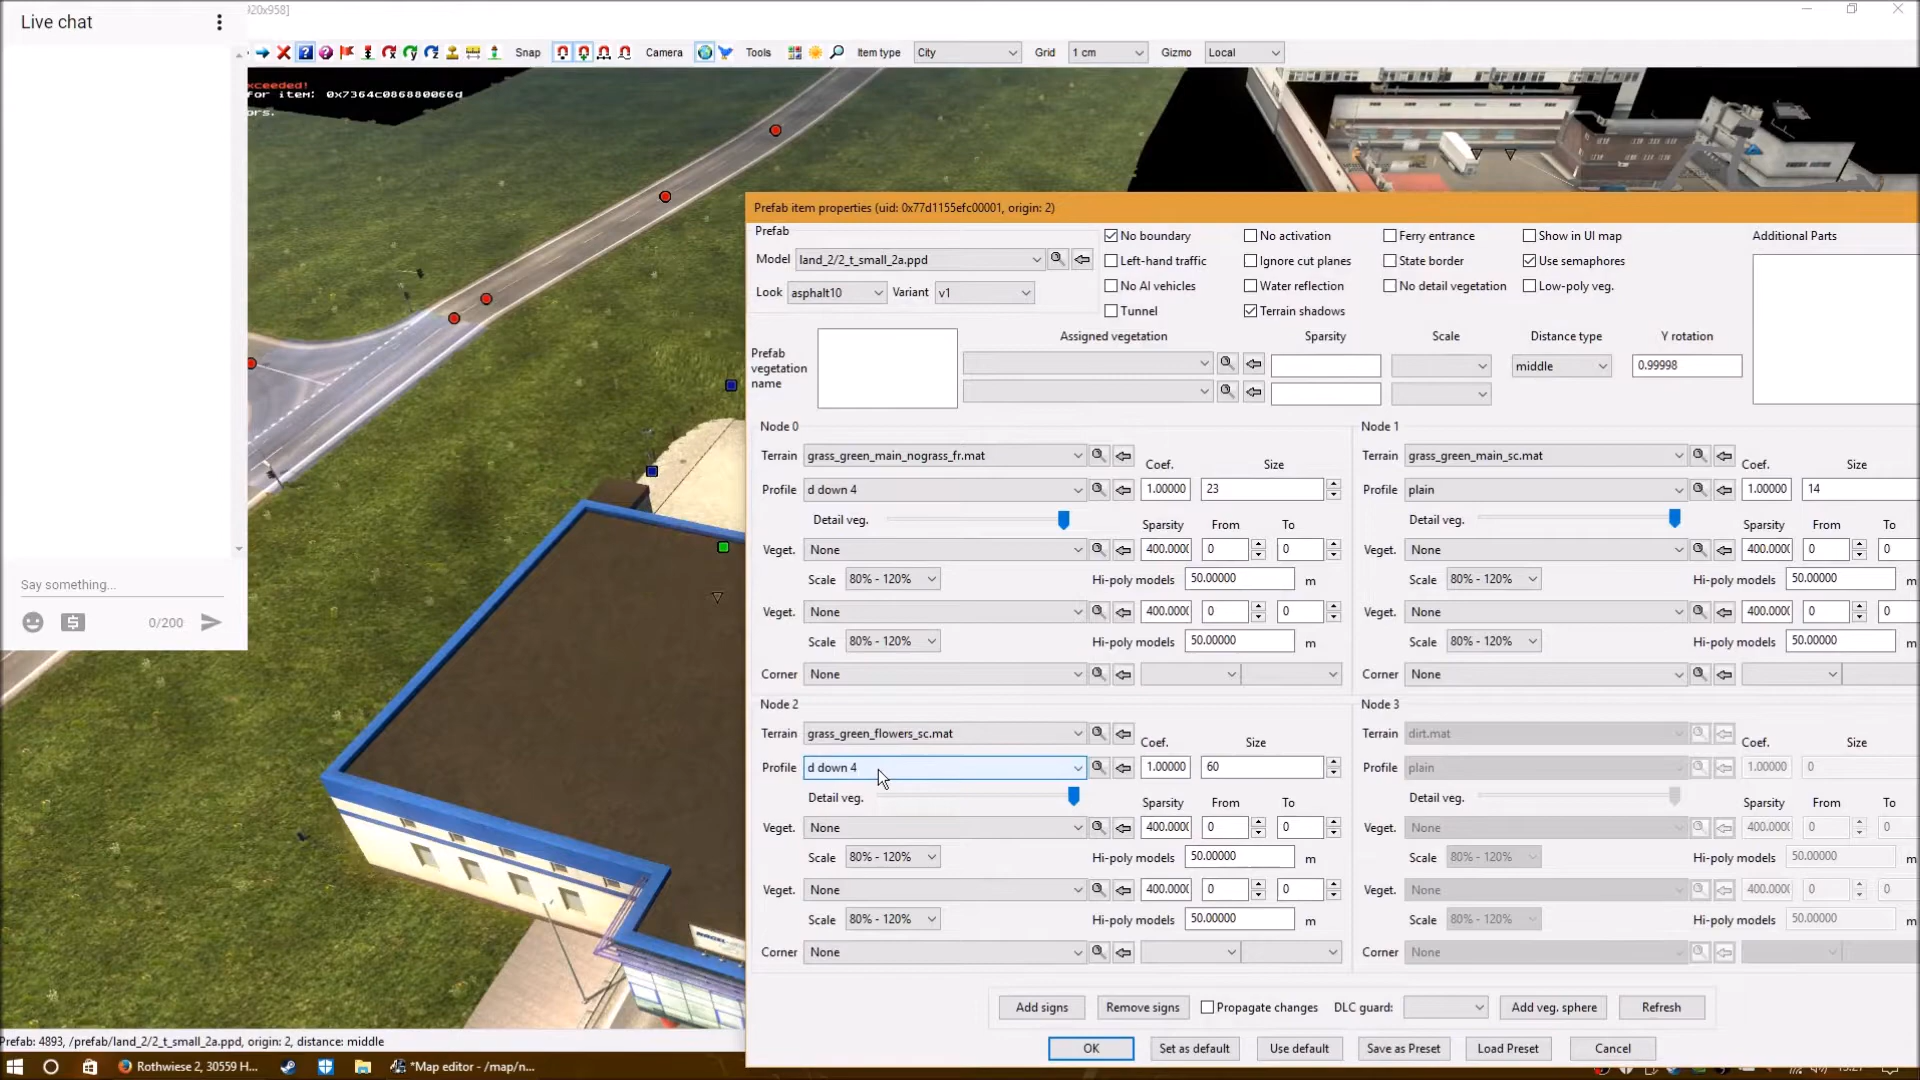 Live chat
920x958]
Snap
Camera
Tools
Item type
City
Grid
1 cm
Gizmo
Local
xceeded!
for item: 0x7364c086880066d
ors.
Prefab item properties (uid: 0x77d1155efc00001, origin: 2)
Prefab
Model land_2/2_t_small_2a.ppd
Look asphalt10 Variant v1
No boundary No activation Ferry entrance Show in UI map Additional Parts
Left-hand traffic Ignore cut planes State border Use semaphores
No AI vehicles Water reflection No detail vegetation Low-poly veg.
Tunnel Terrain shadows
Assigned vegetation Sparsity Scale Distance type Y rotation
Prefab
vegetation
name
middle 0.99998
Node 0
Terrain grass_green_main_nograss_fr.mat
Coef. Size
Profile d down 4 1.00000 23
Detail veg. Sparsity From To
Veget. None 400.000( 0 0
Scale 80% - 120% Hi-poly models 50.00000 m
Veget. None 400.000( 0 0
Scale 80% - 120% Hi-poly models 50.00000 m
Corner None
Node 1
Terrain grass_green_main_sc.mat
Coef. Size
Profile plain 1.00000 14
Detail veg. Sparsity From To
Veget. None 400.000( 0 0
Scale 80% - 120% Hi-poly models 50.00000 m
Veget. None 400.000( 0 0
Scale 80% - 120% Hi-poly models 50.00000 m
Corner None
Node 2
Terrain grass_green_flowers_sc.mat
Coef. Size
Profile d down 4 1.00000 60
Detail veg. Sparsity From To
Veget. None 400.000( 0 0
Scale 80% - 120% Hi-poly models 50.00000 m
Veget. None 400.000( 0 0
Scale 80% - 120% Hi-poly models 50.00000 m
Corner None
Node 3
Terrain dirt.mat
Coef. Size
Profile plain 1.00000 0
Detail veg. Sparsity From To
Veget. None 400.000( 0 0
Scale 80% - 120% Hi-poly models 50.00000 m
Veget. None 400.000( 0 0
Scale 80% - 120% Hi-poly models 50.00000 m
Corner None
Add signs Remove signs Propagate changes DLC guard: Add veg. sphere Refresh
OK Set as default Use default Save as Preset Load Preset Cancel
Say something...
0/200
Prefab: 4893, /prefab/land_2/2_t_small_2a.ppd, origin: 2, distance: middle
Rothwiese 2, 30559 H...
*Map editor - /map/n...